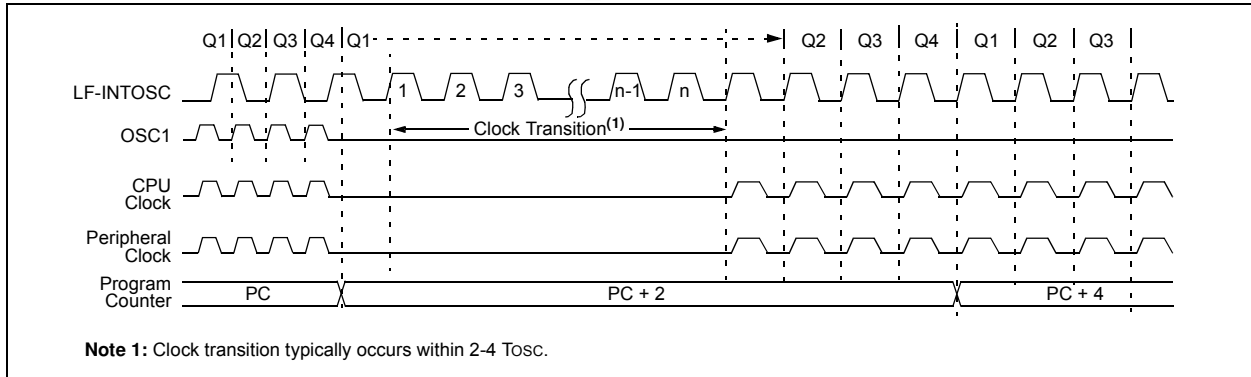 Q1 Q2 Q3 Q4 Q1 Q2 Q3 Q4 Q1 Q2 Q3
LF-INTOSC 1 2 3 n-1 n
Clock Transition(1)
OSC1
CPU
Clock
Peripheral
Clock
Program
Counter
PC PC + 2 PC + 4
Note 1: Clock transition typically occurs within 2-4 TOSC.